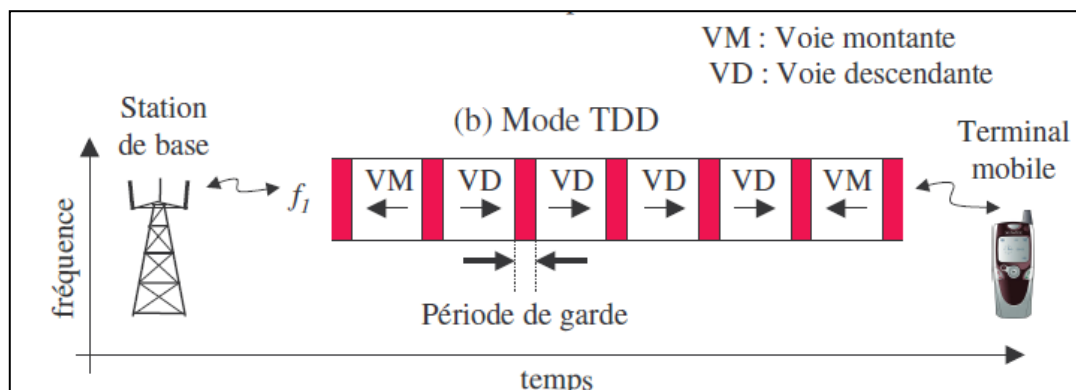 VM : Voie montante
VD : Voie descendante
(b) Mode TDD
Station
de base
Terminal
mobile
fréquence
f1
VM VD VD VD VD VM
Période de garde
temps